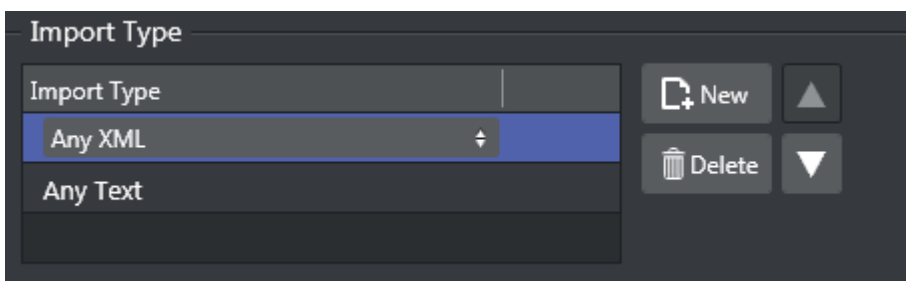 Import Type
Import Type
New
Any XML
Delete
Any Text